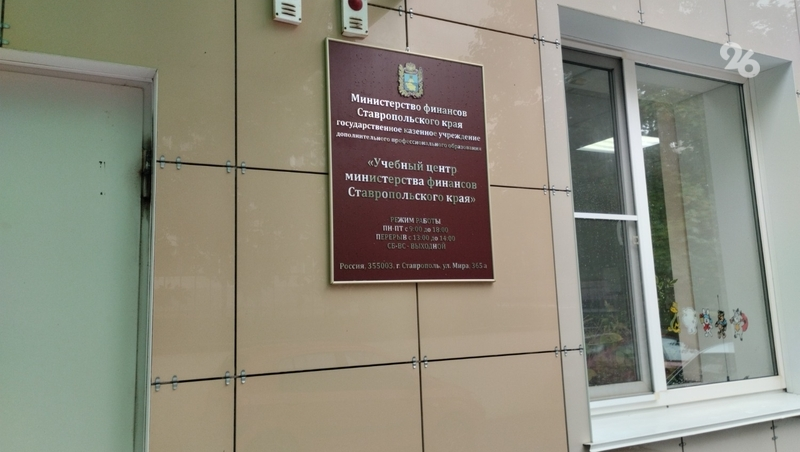 26
Министерство финансов
Ставропольского края
государственное казенное учреждение
дополнительного профессионального образования
«Учебный центр
министерства финансов
Ставропольского края»
РЕЖИМ РАБОТЫ
ПН-ПТ с 9:00 до 18:00
ПЕРЕРЫВ с 13:00 до 14:00
СБ-ВС - ВЫХОДНОЙ
Россия, 355003, г. Ставрополь, ул. Мира, 365 а